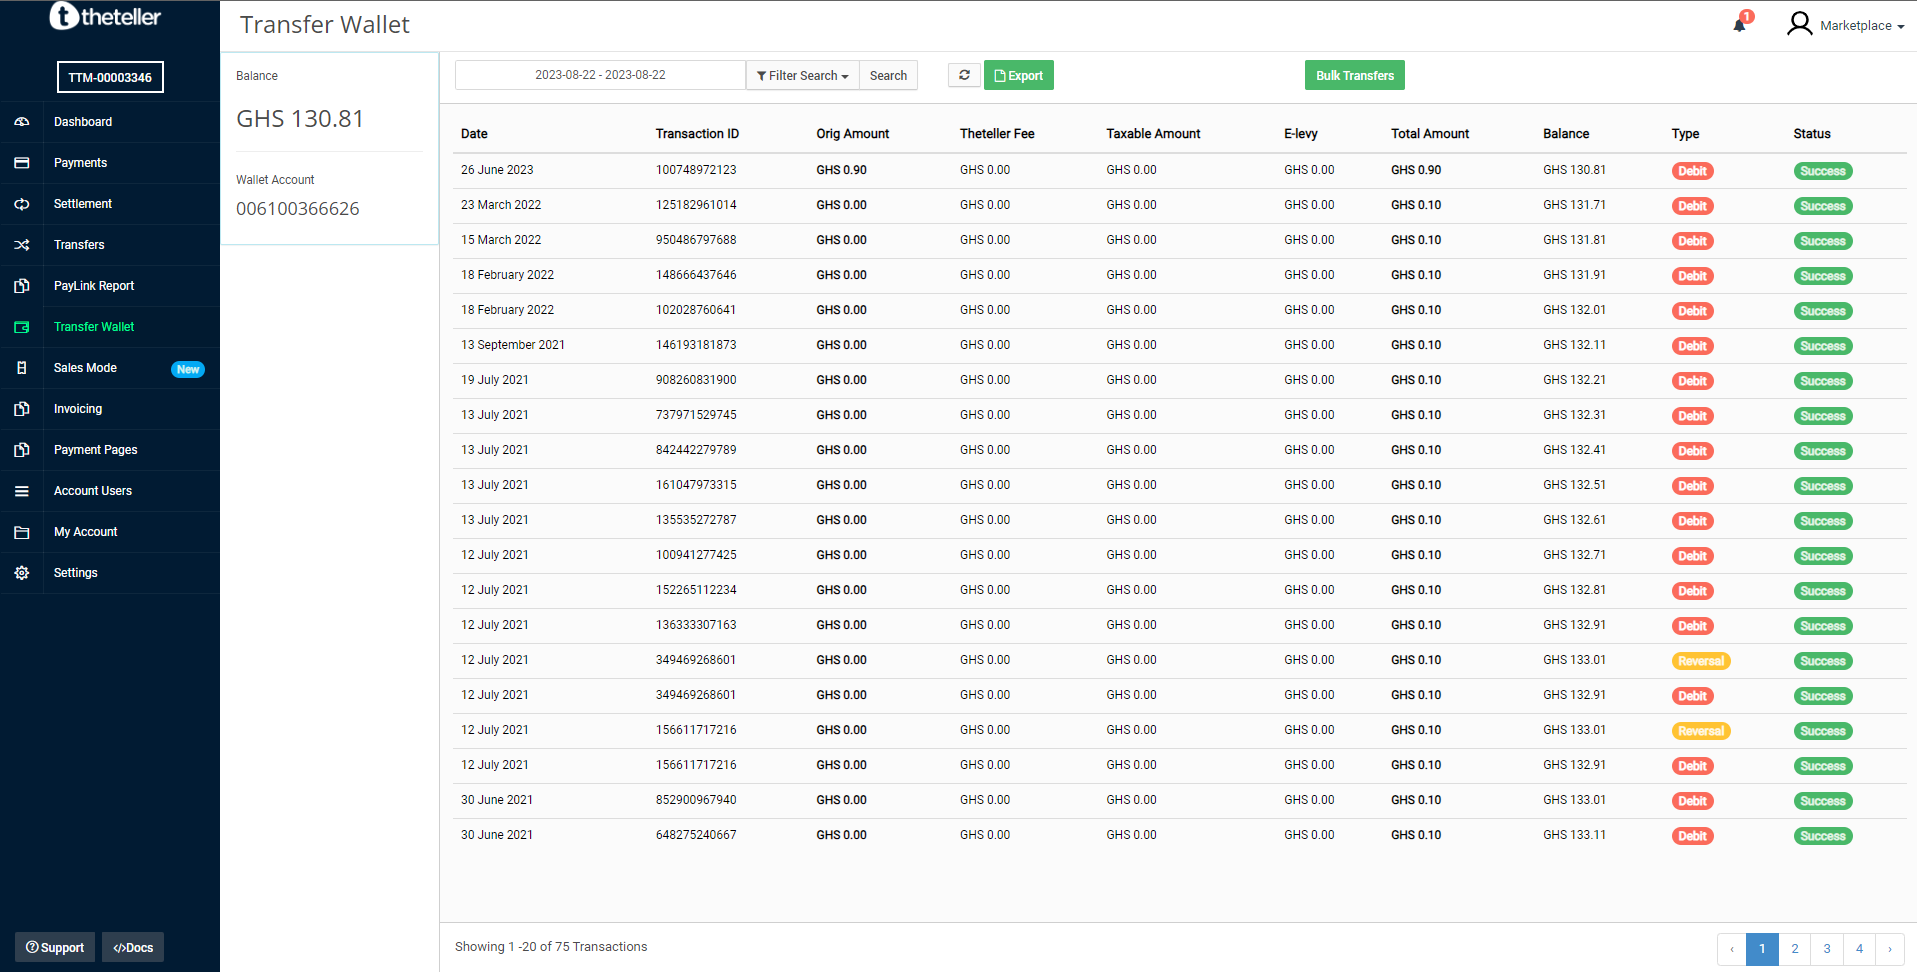 theteller
TTM-00003346
Dashboard
Payments
Settlement
Transfers
PayLink Report
Transfer Wallet
Sales Mode New
Invoicing
Payment Pages
Account Users
My Account
Settings
Support </>Docs
Transfer Wallet
1
Marketplace
Balance
GHS 130.81
Wallet Account
006100366626
2023-08-22 - 2023-08-22 Filter Search Search Export Bulk Transfers
Date Transaction ID Orig Amount Theteller Fee Taxable Amount E-levy Total Amount Balance Type Status
26 June 2023 100748972123 GHS 0.90 GHS 0.00 GHS 0.00 GHS 0.00 GHS 0.90 GHS 130.81 Debit Success
23 March 2022 125182961014 GHS 0.00 GHS 0.00 GHS 0.00 GHS 0.00 GHS 0.10 GHS 131.71 Debit Success
15 March 2022 950486797688 GHS 0.00 GHS 0.00 GHS 0.00 GHS 0.00 GHS 0.10 GHS 131.81 Debit Success
18 February 2022 148666437646 GHS 0.00 GHS 0.00 GHS 0.00 GHS 0.00 GHS 0.10 GHS 131.91 Debit Success
18 February 2022 102028760641 GHS 0.00 GHS 0.00 GHS 0.00 GHS 0.00 GHS 0.10 GHS 132.01 Debit Success
13 September 2021 146193181873 GHS 0.00 GHS 0.00 GHS 0.00 GHS 0.00 GHS 0.10 GHS 132.11 Debit Success
19 July 2021 908260831900 GHS 0.00 GHS 0.00 GHS 0.00 GHS 0.00 GHS 0.10 GHS 132.21 Debit Success
13 July 2021 737971529745 GHS 0.00 GHS 0.00 GHS 0.00 GHS 0.00 GHS 0.10 GHS 132.31 Debit Success
13 July 2021 842442279789 GHS 0.00 GHS 0.00 GHS 0.00 GHS 0.00 GHS 0.10 GHS 132.41 Debit Success
13 July 2021 161047973315 GHS 0.00 GHS 0.00 GHS 0.00 GHS 0.00 GHS 0.10 GHS 132.51 Debit Success
13 July 2021 135535272787 GHS 0.00 GHS 0.00 GHS 0.00 GHS 0.00 GHS 0.10 GHS 132.61 Debit Success
12 July 2021 100941277425 GHS 0.00 GHS 0.00 GHS 0.00 GHS 0.00 GHS 0.10 GHS 132.71 Debit Success
12 July 2021 152265112234 GHS 0.00 GHS 0.00 GHS 0.00 GHS 0.00 GHS 0.10 GHS 132.81 Debit Success
12 July 2021 136333307163 GHS 0.00 GHS 0.00 GHS 0.00 GHS 0.00 GHS 0.10 GHS 132.91 Debit Success
12 July 2021 349469268601 GHS 0.00 GHS 0.00 GHS 0.00 GHS 0.00 GHS 0.10 GHS 133.01 Reversal Success
12 July 2021 349469268601 GHS 0.00 GHS 0.00 GHS 0.00 GHS 0.00 GHS 0.10 GHS 132.91 Debit Success
12 July 2021 156611717216 GHS 0.00 GHS 0.00 GHS 0.00 GHS 0.00 GHS 0.10 GHS 133.01 Reversal Success
12 July 2021 156611717216 GHS 0.00 GHS 0.00 GHS 0.00 GHS 0.00 GHS 0.10 GHS 132.91 Debit Success
30 June 2021 852900967940 GHS 0.00 GHS 0.00 GHS 0.00 GHS 0.00 GHS 0.10 GHS 133.01 Debit Success
30 June 2021 648275240667 GHS 0.00 GHS 0.00 GHS 0.00 GHS 0.00 GHS 0.10 GHS 133.11 Debit Success
Showing 1 -20 of 75 Transactions
‹ 1 2 3 4 ›